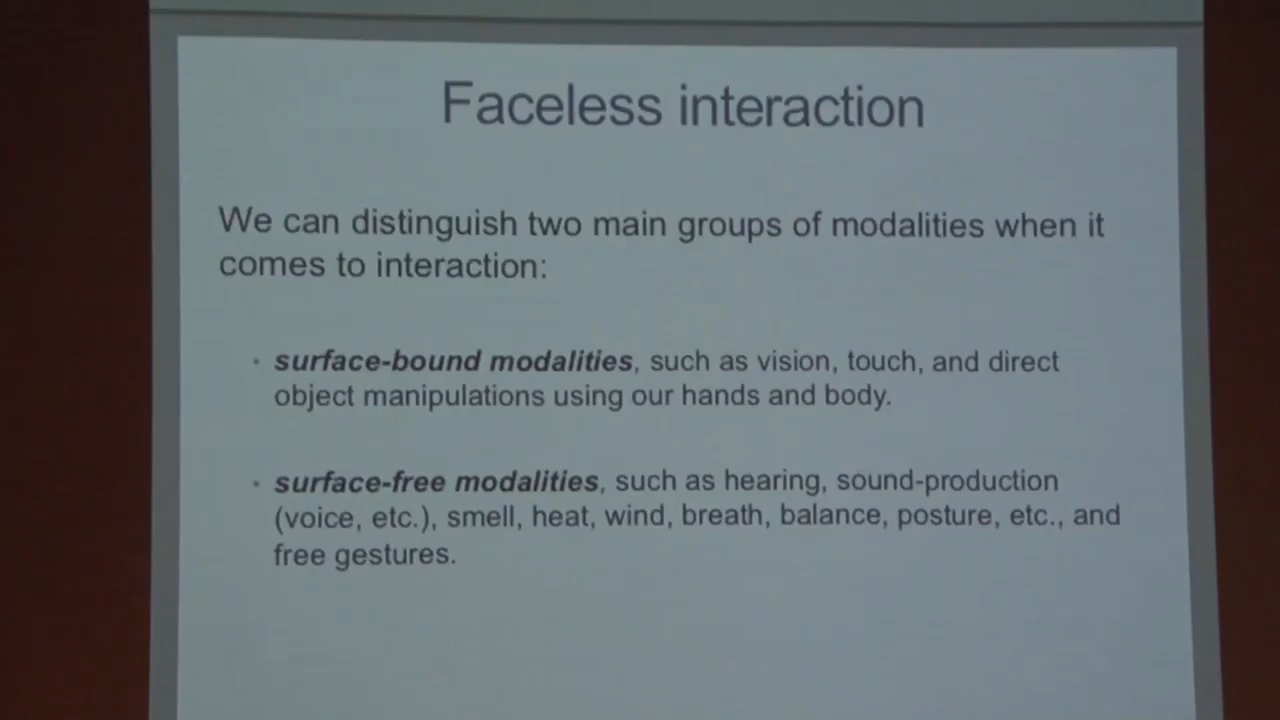 Faceless interaction
We can distinguish two main groups of modalities when it
comes to interaction:
· surface-bound modalities, such as vision, touch, and direct
object manipulations using our hands and body.
· surface-free modalities, such as hearing, sound-production
(voice, etc.), smell, heat, wind, breath, balance, posture, etc., and
free gestures.